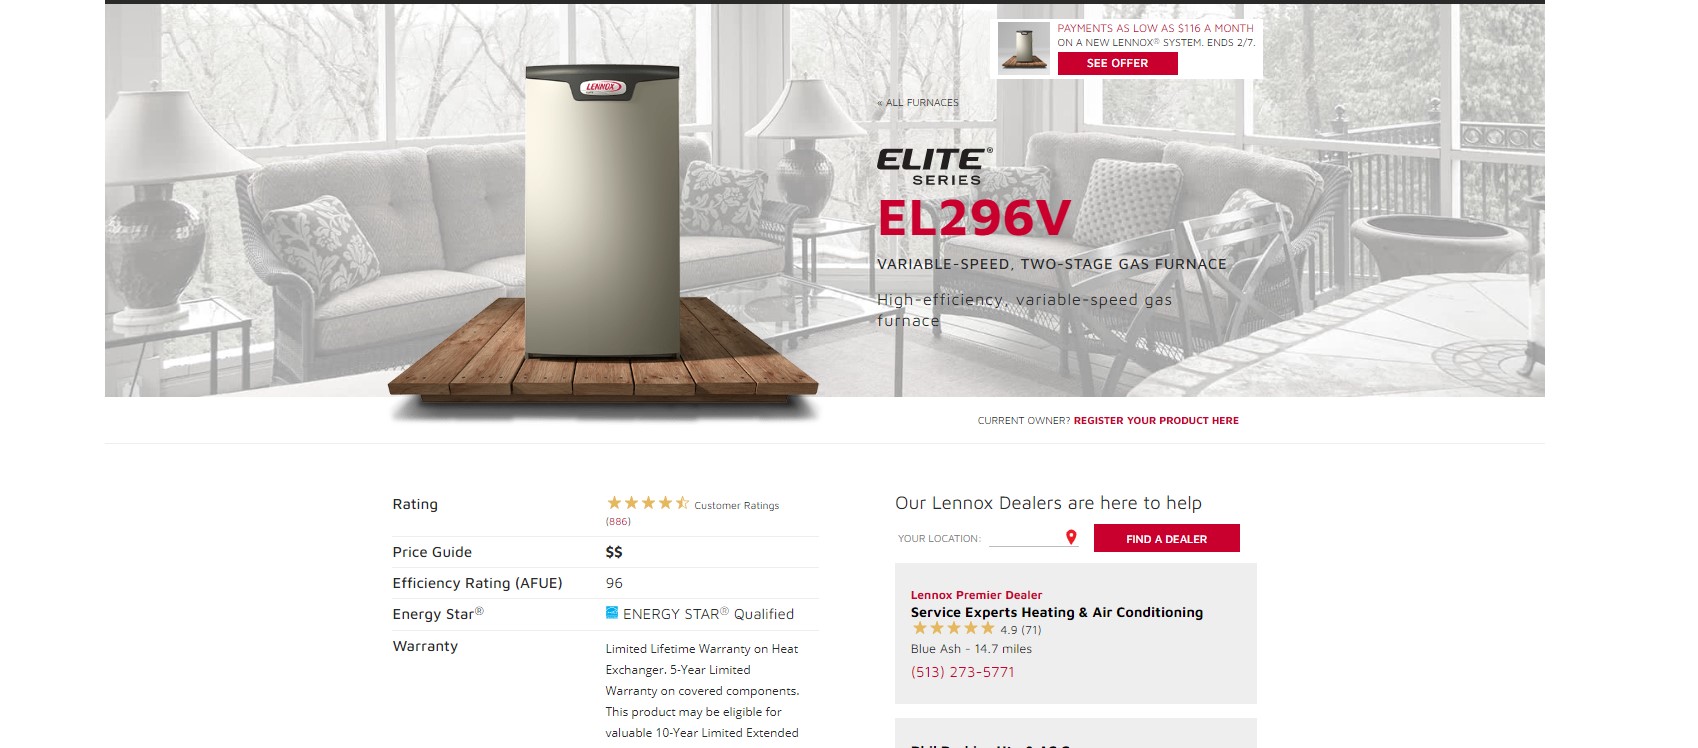 PAYMENTS AS LOW AS $116 A MONTH
ON A NEW LENNOX® SYSTEM. ENDS 2/7.
SEE OFFER
LENNOX
« ALL FURNACES
ELITE®
SERIES
EL296V
VARIABLE-SPEED, TWO-STAGE GAS FURNACE
High-efficiency, variable-speed gas
furnace
CURRENT OWNER? REGISTER YOUR PRODUCT HERE
Rating
Customer Ratings
(886)
Price Guide
$$
Efficiency Rating (AFUE)
96
Energy Star®
ENERGY STAR® Qualified
Warranty
Limited Lifetime Warranty on Heat
Exchanger. 5-Year Limited
Warranty on covered components.
This product may be eligible for
valuable 10-Year Limited Extended
Our Lennox Dealers are here to help
YOUR LOCATION:
FIND A DEALER
Lennox Premier Dealer
Service Experts Heating & Air Conditioning
4.9 (71)
Blue Ash - 14.7 miles
(513) 273-5771